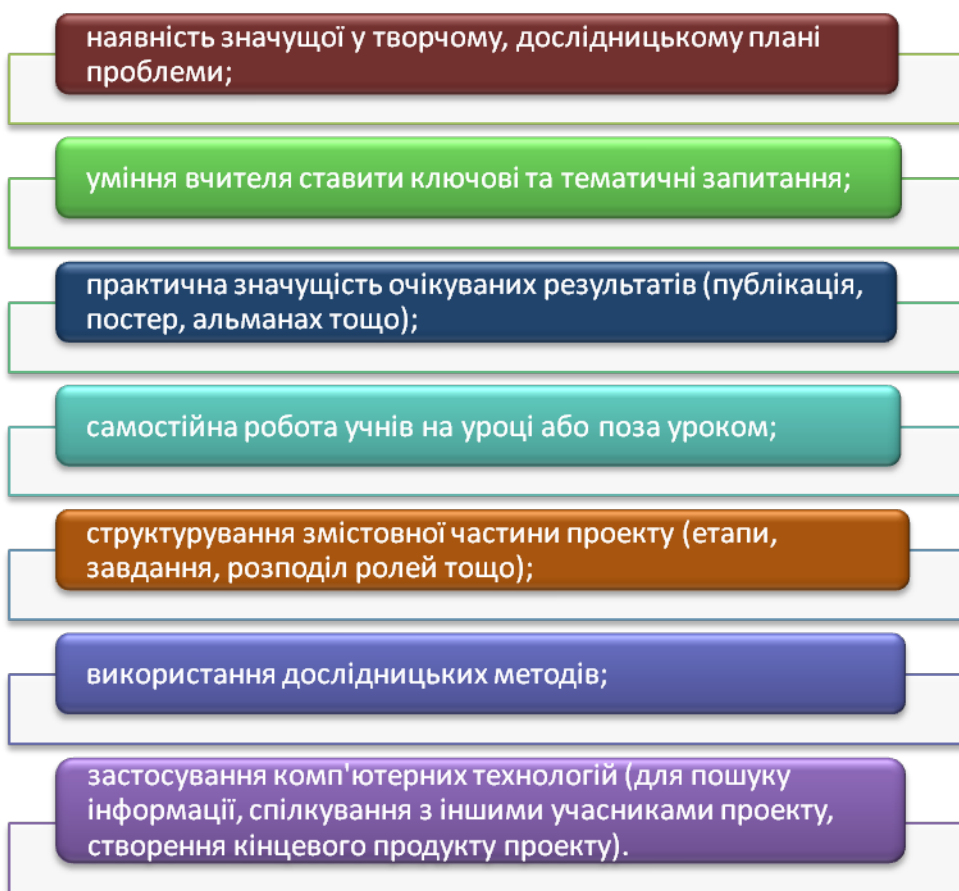 наявність значущої у творчому, дослідницькому плані
проблеми;
уміння вчителя ставити ключові та тематичні запитання;
практична значущість очікуваних результатів (публікація,
постер, альманах тощо);
самостійна робота учнів на уроці або поза уроком;
структурування змістовної частини проекту (етапи,
завдання, розподіл ролей тощо);
використання дослідницьких методів;
застосування комп'ютерних технологій (для пошуку
інформації, спілкування з іншими учасниками проекту,
створення кінцевого продукту проекту).